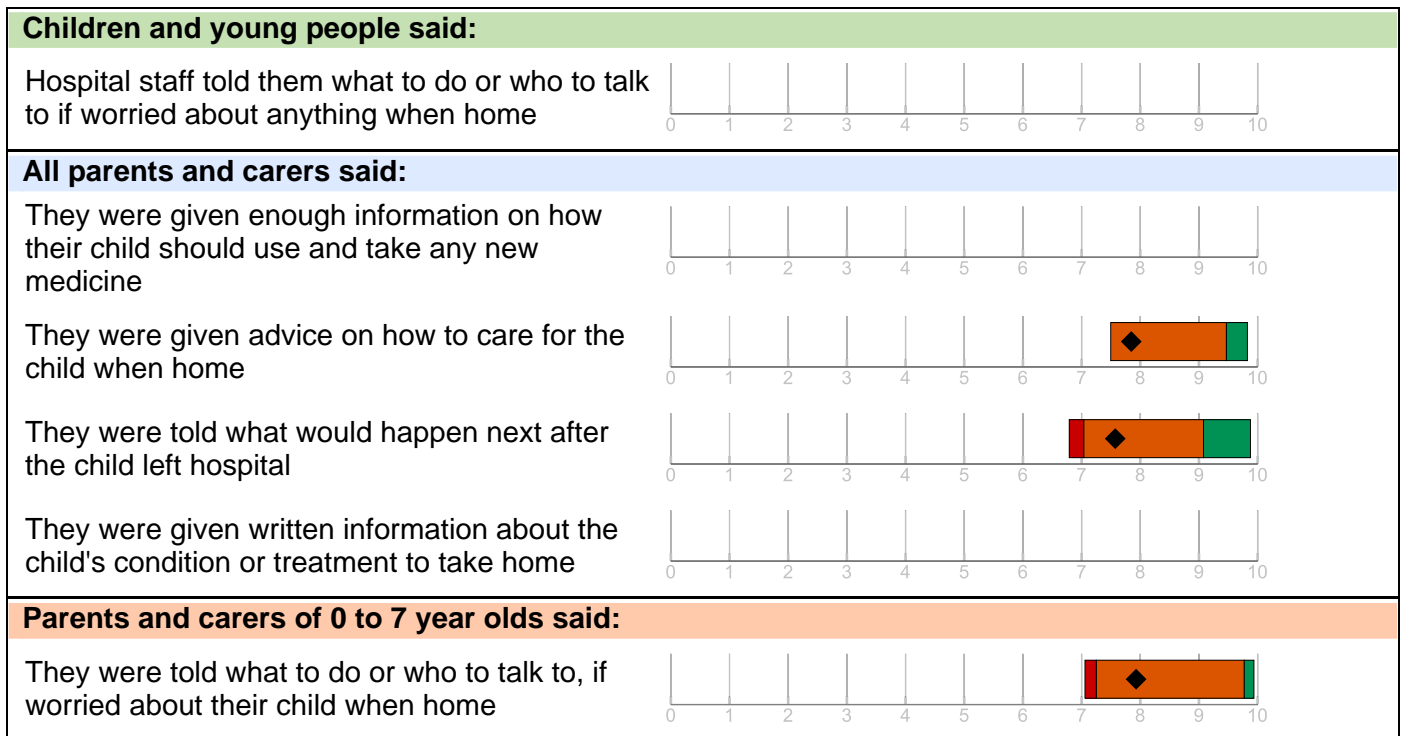 Children and young people said:
Hospital staff told them what to do or who to talk
to if worried about anything when home
0 1 2 3 4 5 6 7 8 9 10
All parents and carers said:
They were given enough information on how
their child should use and take any new
medicine
0 1 2 3 4 5 6 7 8 9 10
They were given advice on how to care for the
child when home
0 1 2 3 4 5 6 7 8 9 10
They were told what would happen next after
the child left hospital
0 1 2 3 4 5 6 7 8 9 10
They were given written information about the
child's condition or treatment to take home
0 1 2 3 4 5 6 7 8 9 10
Parents and carers of 0 to 7 year olds said:
They were told what to do or who to talk to, if
worried about their child when home
0 1 2 3 4 5 6 7 8 9 10